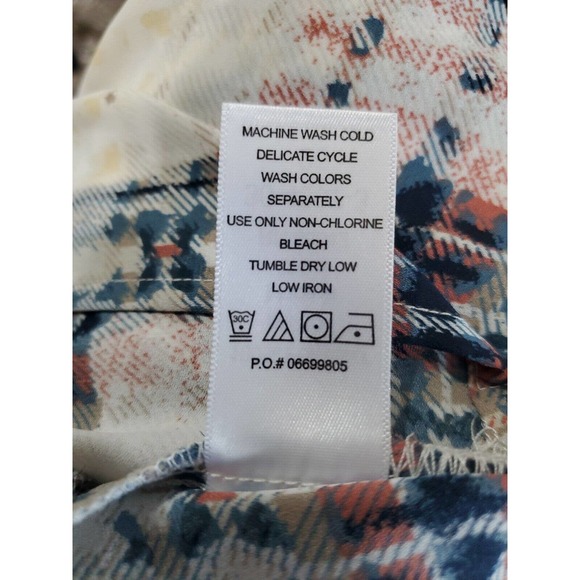 MACHINE WASH COLD
DELICATE CYCLE
WASH COLORS
SEPARATELY
USE ONLY NON-CHLORINE
BLEACH
TUMBLE DRY LOW
LOW IRON
30C
P.O.# 06699805